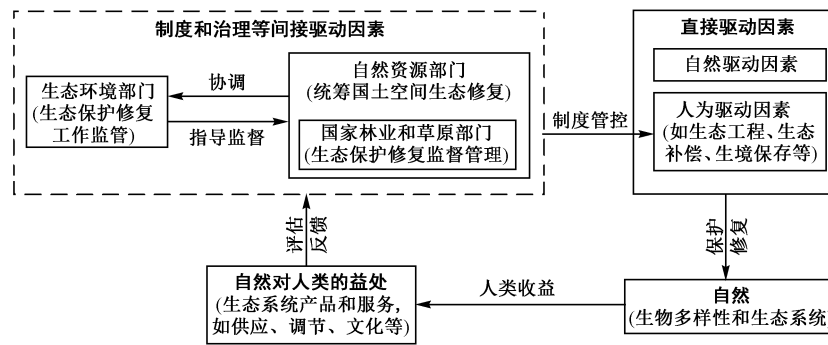 制度和治理等间接驱动因素
生态环境部门
(生态保护修复
工作监管)
协调
指导监督
自然资源部门
(统筹国土空间生态修复)
国家林业和草原部门
(生态保护修复监督管理)
制度管控
直接驱动因素
自然驱动因素
人为驱动因素
(如生态工程、生态
补偿、生境保存等)
保护
修复
自然
(生物多样性和生态系统)
人类收益
自然对人类的益处
(生态系统产品和服务,
如供应、调节、文化等)
评估
反馈